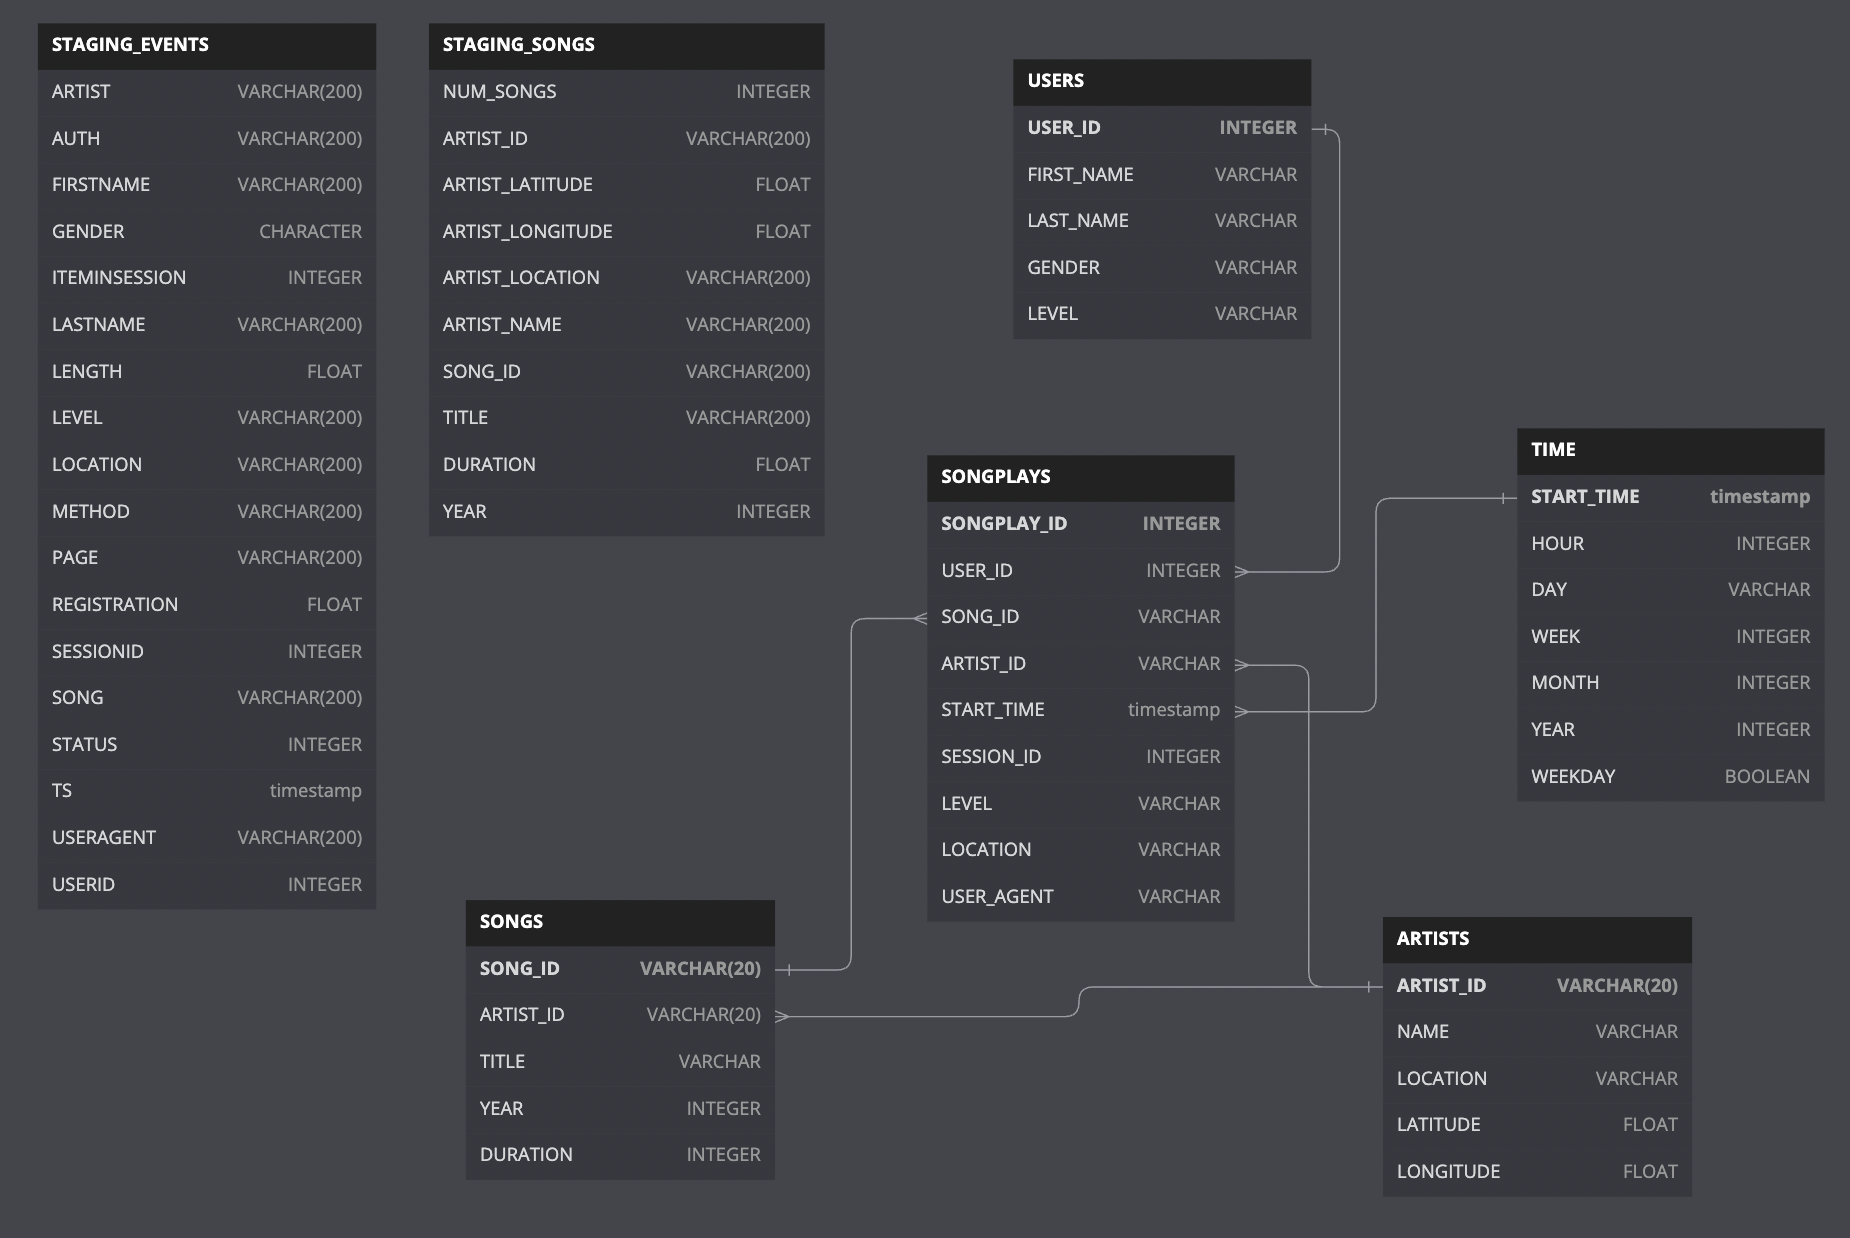 STAGING_EVENTS
ARTIST VARCHAR(200)
AUTH VARCHAR(200)
FIRSTNAME VARCHAR(200)
GENDER CHARACTER
ITEMINSESSION INTEGER
LASTNAME VARCHAR(200)
LENGTH FLOAT
LEVEL VARCHAR(200)
LOCATION VARCHAR(200)
METHOD VARCHAR(200)
PAGE VARCHAR(200)
REGISTRATION FLOAT
SESSIONID INTEGER
SONG VARCHAR(200)
STATUS INTEGER
TS timestamp
USERAGENT VARCHAR(200)
USERID INTEGER
STAGING_SONGS
NUM_SONGS INTEGER
ARTIST_ID VARCHAR(200)
ARTIST_LATITUDE FLOAT
ARTIST_LONGITUDE FLOAT
ARTIST_LOCATION VARCHAR(200)
ARTIST_NAME VARCHAR(200)
SONG_ID VARCHAR(200)
TITLE VARCHAR(200)
DURATION FLOAT
YEAR INTEGER
USERS
USER_ID INTEGER
FIRST_NAME VARCHAR
LAST_NAME VARCHAR
GENDER VARCHAR
LEVEL VARCHAR
SONGPLAYS
SONGPLAY_ID INTEGER
USER_ID INTEGER
SONG_ID VARCHAR
ARTIST_ID VARCHAR
START_TIME timestamp
SESSION_ID INTEGER
LEVEL VARCHAR
LOCATION VARCHAR
USER_AGENT VARCHAR
TIME
START_TIME timestamp
HOUR INTEGER
DAY VARCHAR
WEEK INTEGER
MONTH INTEGER
YEAR INTEGER
WEEKDAY BOOLEAN
SONGS
SONG_ID VARCHAR(20)
ARTIST_ID VARCHAR(20)
TITLE VARCHAR
YEAR INTEGER
DURATION INTEGER
ARTISTS
ARTIST_ID VARCHAR(20)
NAME VARCHAR
LOCATION VARCHAR
LATITUDE FLOAT
LONGITUDE FLOAT